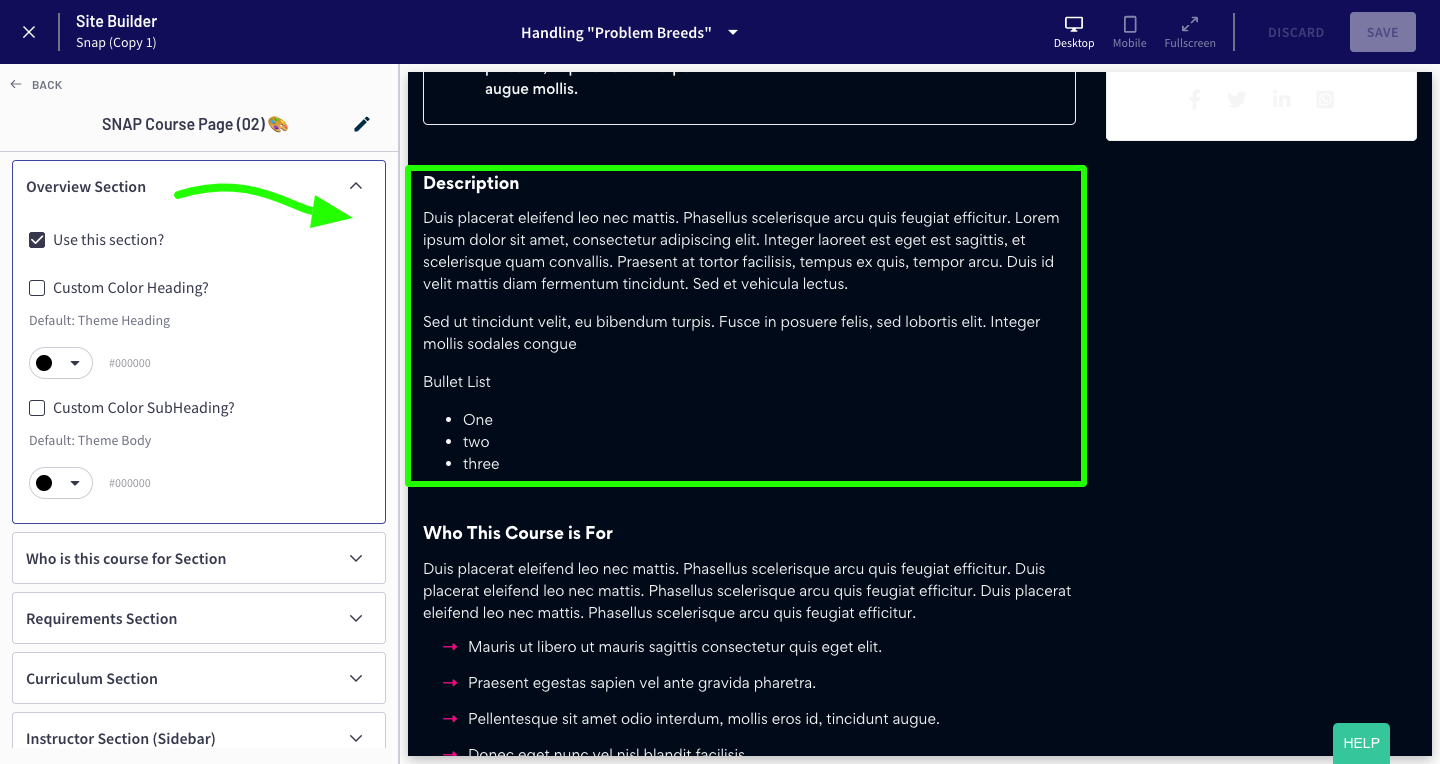 Site Builder
Snap (Copy 1)
Handling "Problem Breeds"
Desktop
Mobile
Fullscreen
DISCARD
SAVE
BACK
SNAP Course Page (02)
Overview Section
Use this section?
Custom Color Heading?
Default: Theme Heading
#000000
Custom Color SubHeading?
Default: Theme Body
#000000
Who is this course for Section
Requirements Section
Curriculum Section
Instructor Section (Sidebar)
augue mollis.
Description
Duis placerat eleifend leo nec mattis. Phasellus scelerisque arcu quis feugiat efficitur. Lorem
ipsum dolor sit amet, consectetur adipiscing elit. Integer laoreet est eget est sagittis, et
scelerisque quam convallis. Praesent at tortor facilisis, tempus ex quis, tempor arcu. Duis id
velit mattis diam fermentum tincidunt. Sed et vehicula lectus.
Sed ut tincidunt velit, eu bibendum turpis. Fusce in posuere felis, sed lobortis elit. Integer
mollis sodales congue
Bullet List
• One
• two
• three
Who This Course is For
Duis placerat eleifend leo nec mattis. Phasellus scelerisque arcu quis feugiat efficitur. Duis
placerat eleifend leo nec mattis. Phasellus scelerisque arcu quis feugiat efficitur. Duis placerat
eleifend leo nec mattis. Phasellus scelerisque arcu quis feugiat efficitur.
Mauris ut libero ut mauris sagittis consectetur quis eget elit.
Praesent egestas sapien vel ante gravida pharetra.
Pellentesque sit amet odio interdum, mollis eros id, tincidunt augue.
Donec eget nunc vel nisl blandit facilisis
HELP